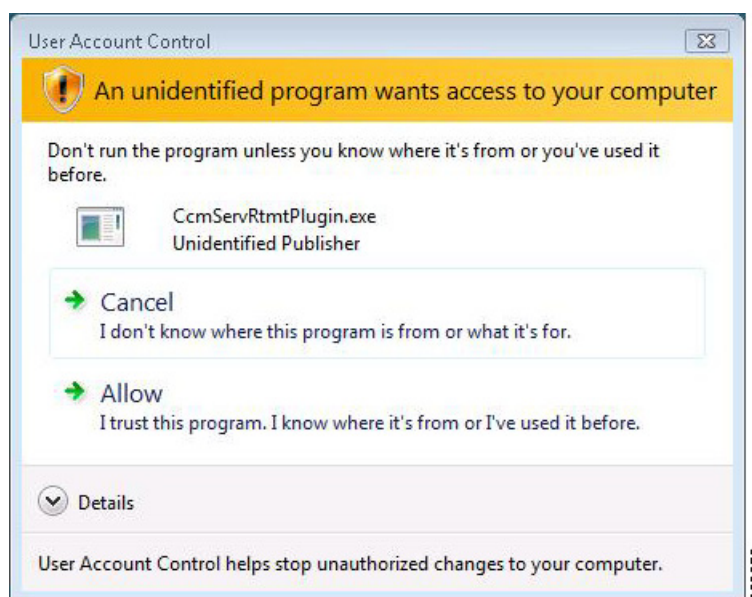 User Account Control
An unidentified program wants access to your computer
Don't run the program unless you know where it's from or you've used it
before.
CcmServRtmtPlugin.exe
Unidentified Publisher
Cancel
I don't know where this program is from or what it's for.
Allow
I trust this program. I know where it's from or I've used it before.
Details
User Account Control helps stop unauthorized changes to your computer.